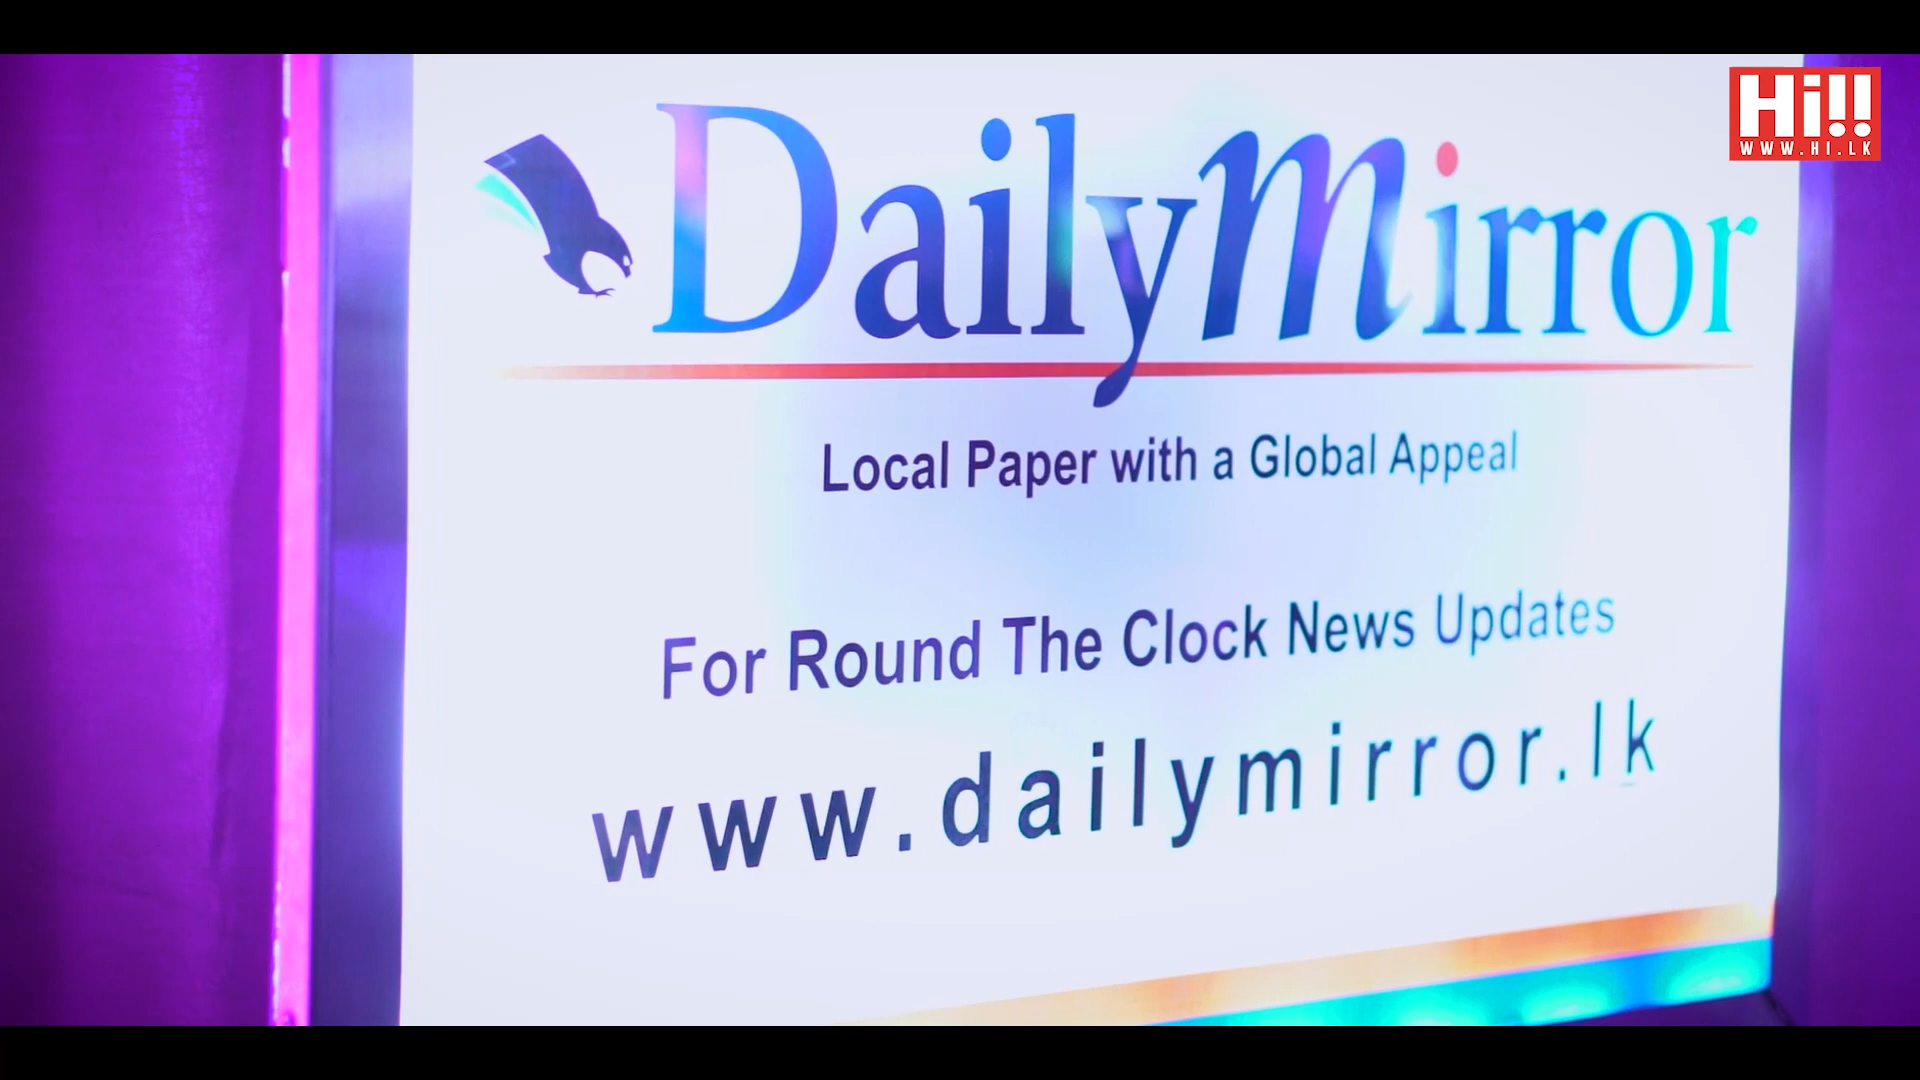 Hi!!
WWW.HI.LK
DailyMirror
Local Paper with a Global Appeal
For Round The Clock News Updates
www.dailymirror.lk